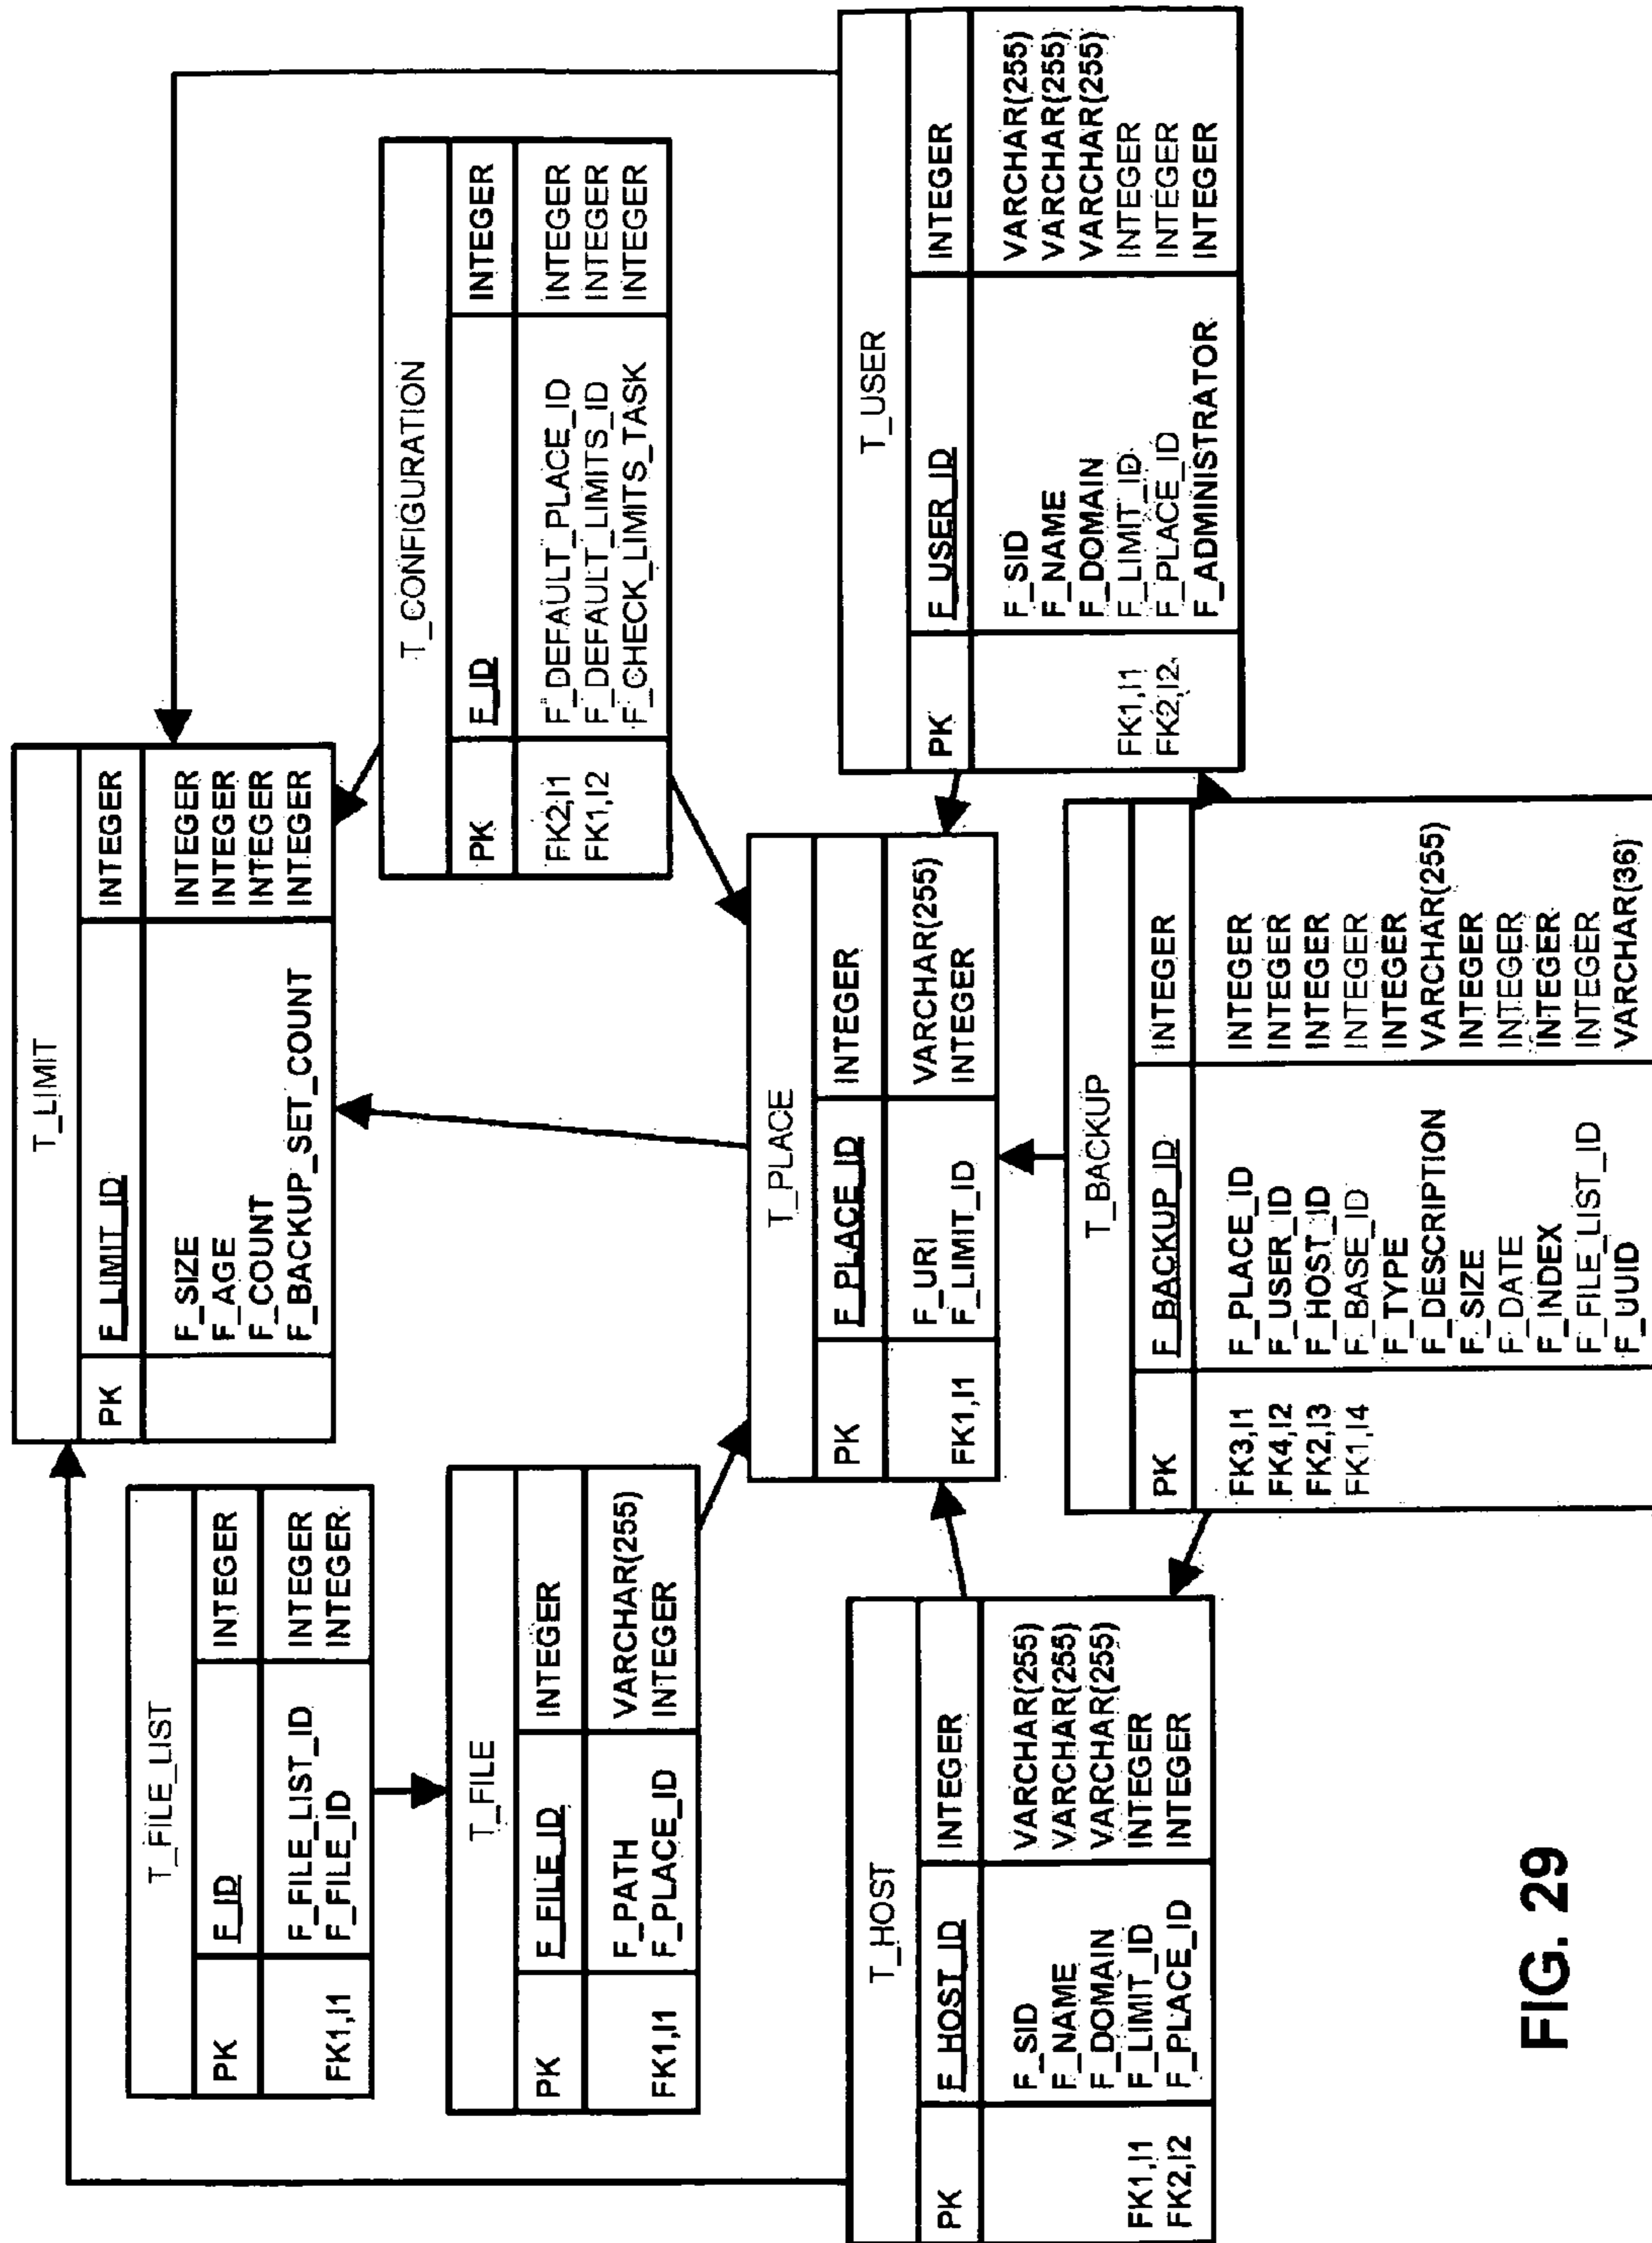 T_LIMIT
PK F_LIMIT_ID INTEGER
F_SIZE INTEGER
F_AGE INTEGER
F_COUNT INTEGER
F_BACKUP_SET_COUNT INTEGER
T_FILE_LIST
PK F_ID INTEGER
F_FILE_LIST_ID INTEGER
FK1,I1 F_FILE_ID INTEGER
T_CONFIGURATION
PK F_ID INTEGER
FK2,I1 F_DEFAULT_PLACE_ID INTEGER
FK1,I2 F_DEFAULT_LIMITS_ID INTEGER
F_CHECK_LIMITS_TASK INTEGER
T_FILE
PK F_FILE_ID INTEGER
F_PATH VARCHAR(255)
FK1,I1 F_PLACE_ID INTEGER
T_PLACE
PK F_PLACE_ID INTEGER
F_URI VARCHAR(255)
FK1,I1 F_LIMIT_ID INTEGER
T_HOST
PK F_HOST_ID INTEGER
F_SID VARCHAR(255)
F_NAME VARCHAR(255)
F_DOMAIN VARCHAR(255)
FK1,I1 F_LIMIT_ID INTEGER
FK2,I2 F_PLACE_ID INTEGER
T_USER
PK F_USER_ID INTEGER
F_SID VARCHAR(255)
F_NAME VARCHAR(255)
F_DOMAIN VARCHAR(255)
FK1,I1 F_LIMIT_ID INTEGER
FK2,I2 F_PLACE_ID INTEGER
F_ADMINISTRATOR INTEGER
T_BACKUP
PK F_BACKUP_ID INTEGER
FK3,I1 F_PLACE_ID INTEGER
FK4,I2 F_USER_ID INTEGER
FK2,I3 F_HOST_ID INTEGER
FK1,I4 F_BASE_ID INTEGER
F_TYPE INTEGER
F_DESCRIPTION VARCHAR(255)
F_SIZE INTEGER
F_DATE INTEGER
F_INDEX INTEGER
F_FILE_LIST_ID INTEGER
F_UUID VARCHAR(36)
FIG. 29